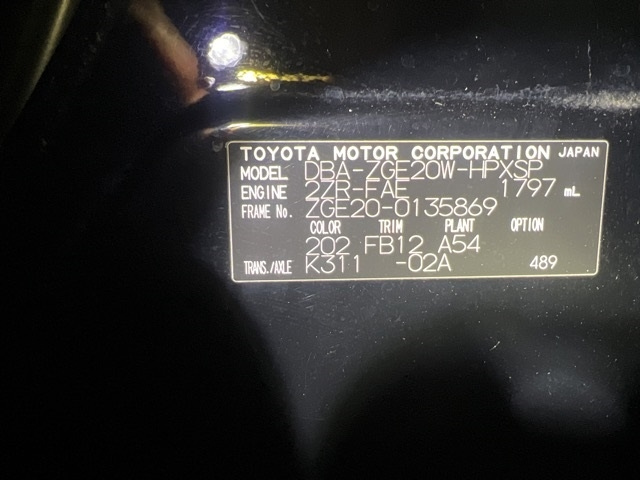 TOYOTA MOTOR CORPORATION JAPAN
MODEL DBA-ZGE20W-HPXSP
ENGINE 2ZR-FAE 1797 mL
FRAME No. ZGE20-0135869
COLOR TRIM PLANT OPTION
202 FB12 A54
TRANS./AXLE K311 -02A 489